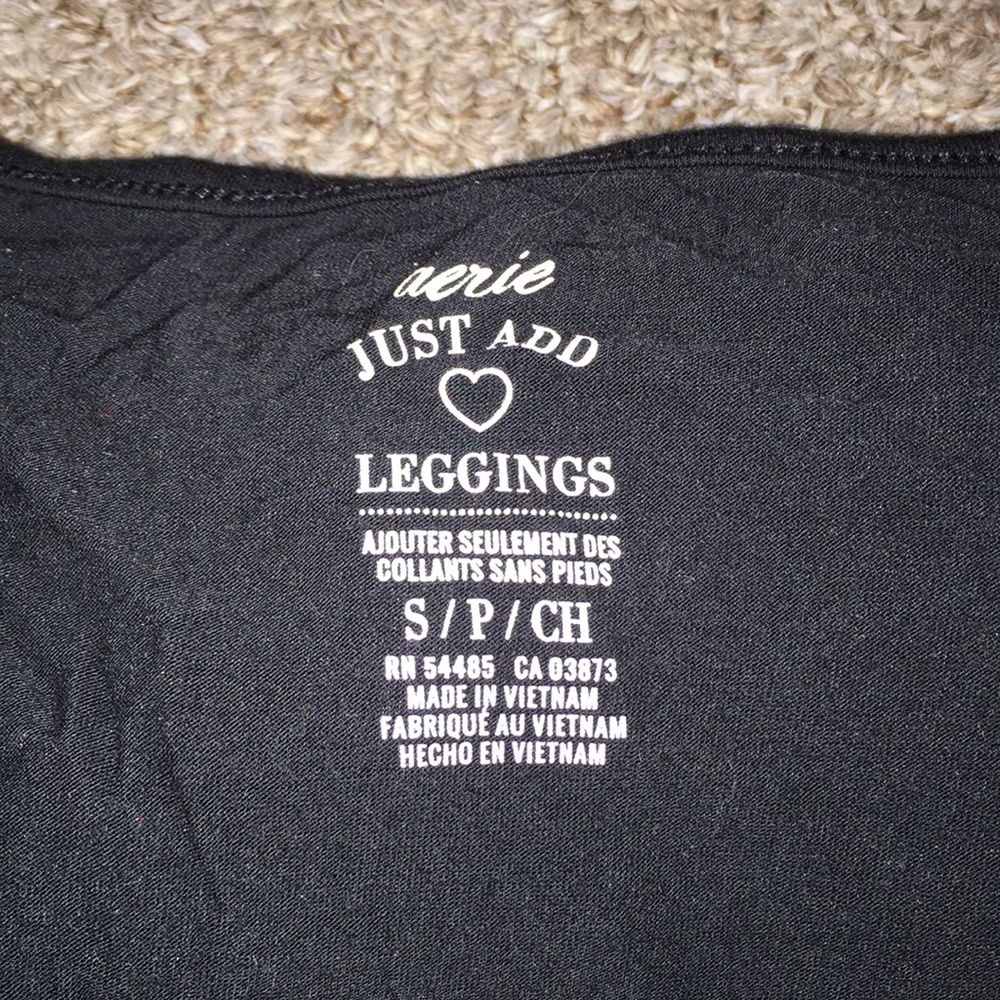 aerie
JUST ADD
LEGGINGS
AJOUTER SEULEMENT DES
COLLANTS SANS PIEDS
S / P / CH
RN 54485 CA 03873
MADE IN VIETNAM
FABRIQUÉ AU VIETNAM
HECHO EN VIETNAM